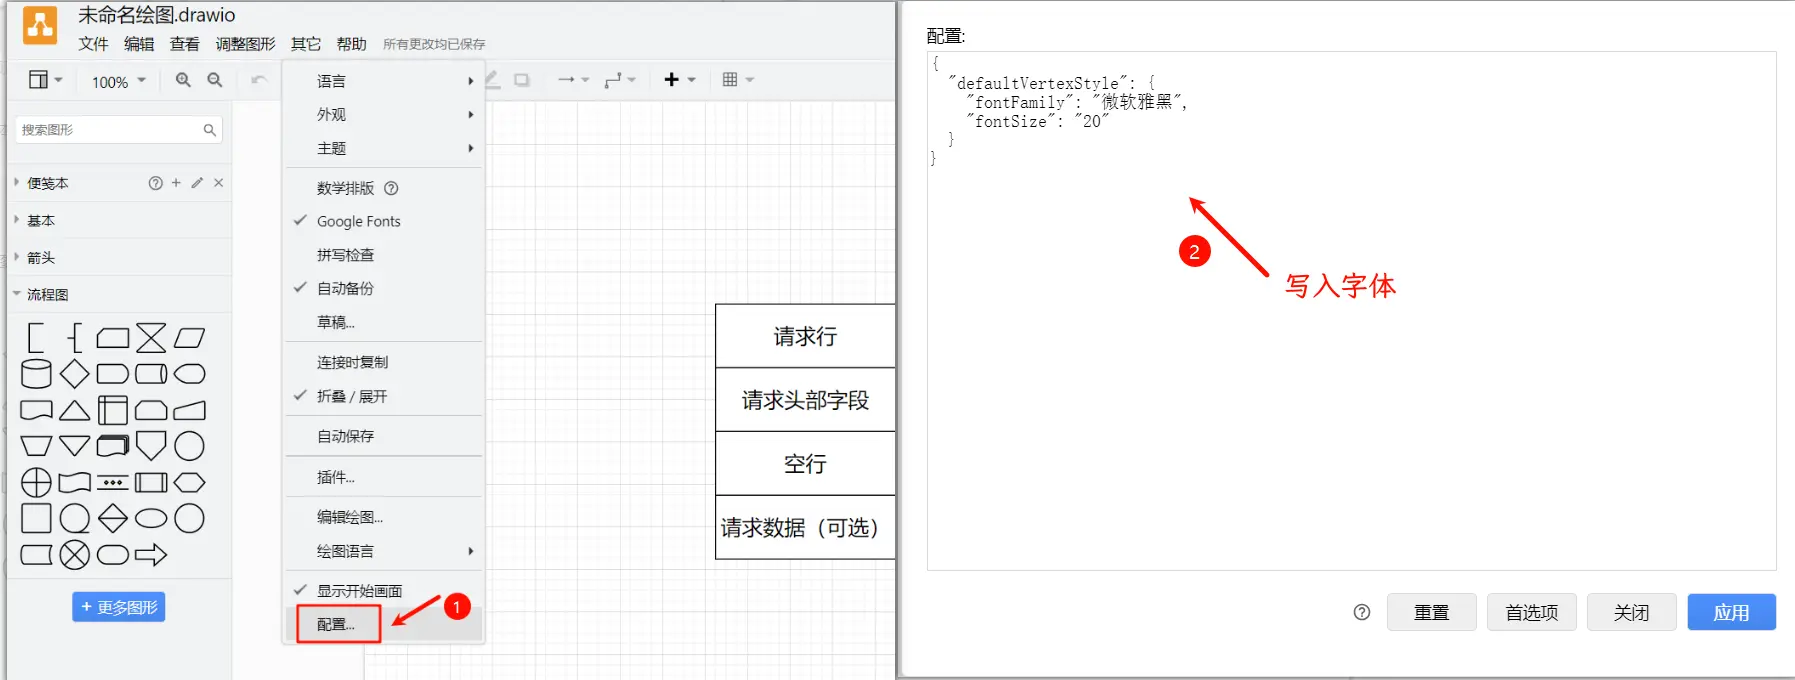 未命名绘图.drawio
文件 编辑 查看 调整图形 其它 帮助 所有更改均已保存
100%
搜索图形
便笺本
基本
箭头
流程图
+ 更多图形
语言
外观
主题
数学排版
Google Fonts
拼写检查
自动备份
草稿...
连接时复制
折叠 / 展开
自动保存
插件...
编辑绘图...
绘图语言
显示开始画面
配置...
1
请求行
请求头部字段
空行
请求数据（可选）
配置:
{
"defaultVertexStyle": {
"fontFamily": "微软雅黑",
"fontSize": "20"
}
}
2
写入字体
重置 首选项 关闭 应用